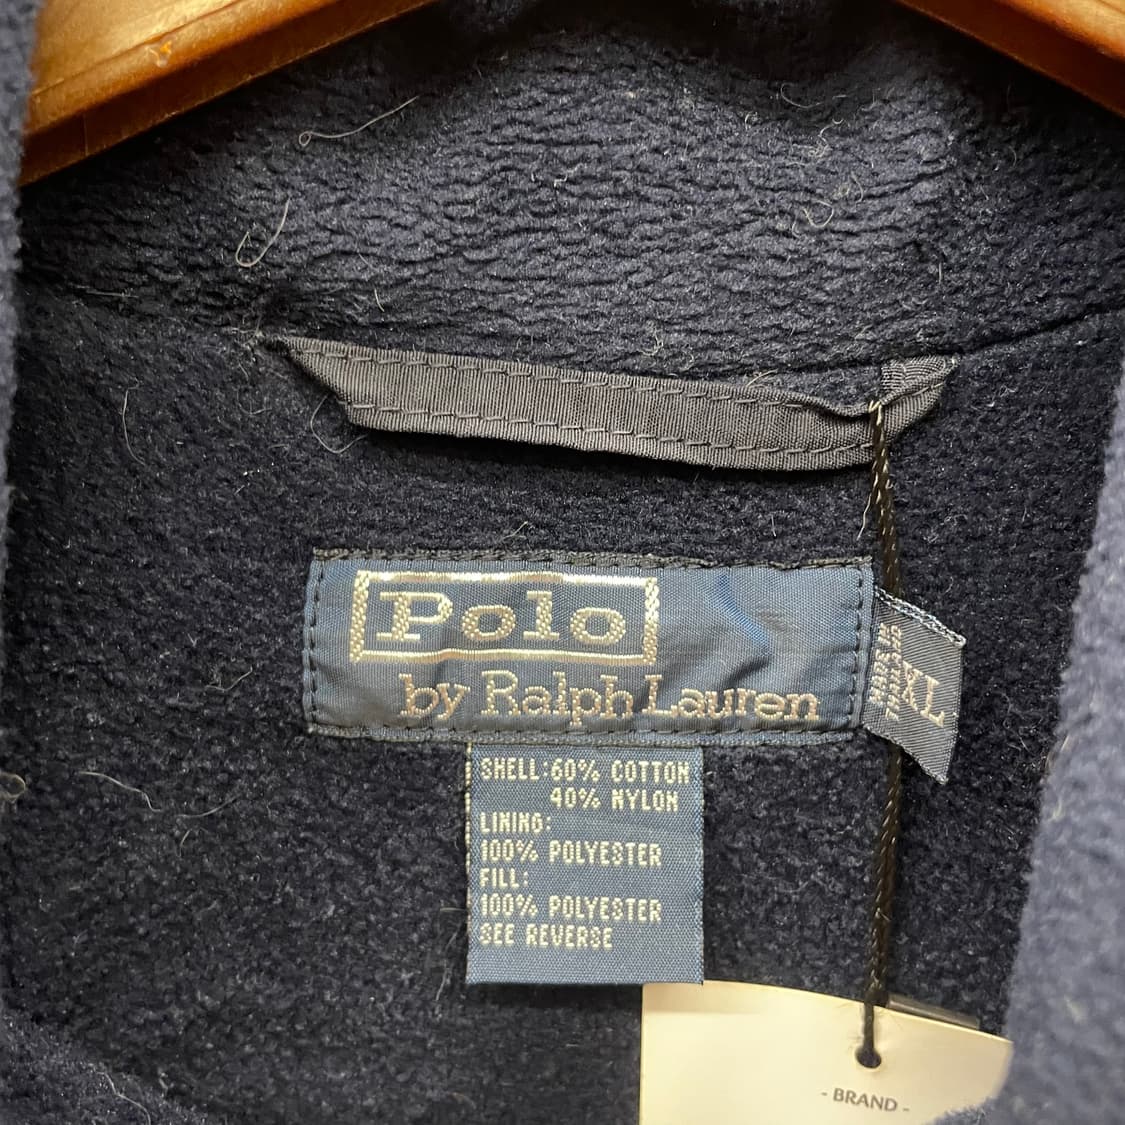 Polo
by Ralph Lauren
XL
SHELL:60% COTTON
40% NYLON
LINING:
100% POLYESTER
FILL:
100% POLYESTER
SEE REVERSE
- BRAND -